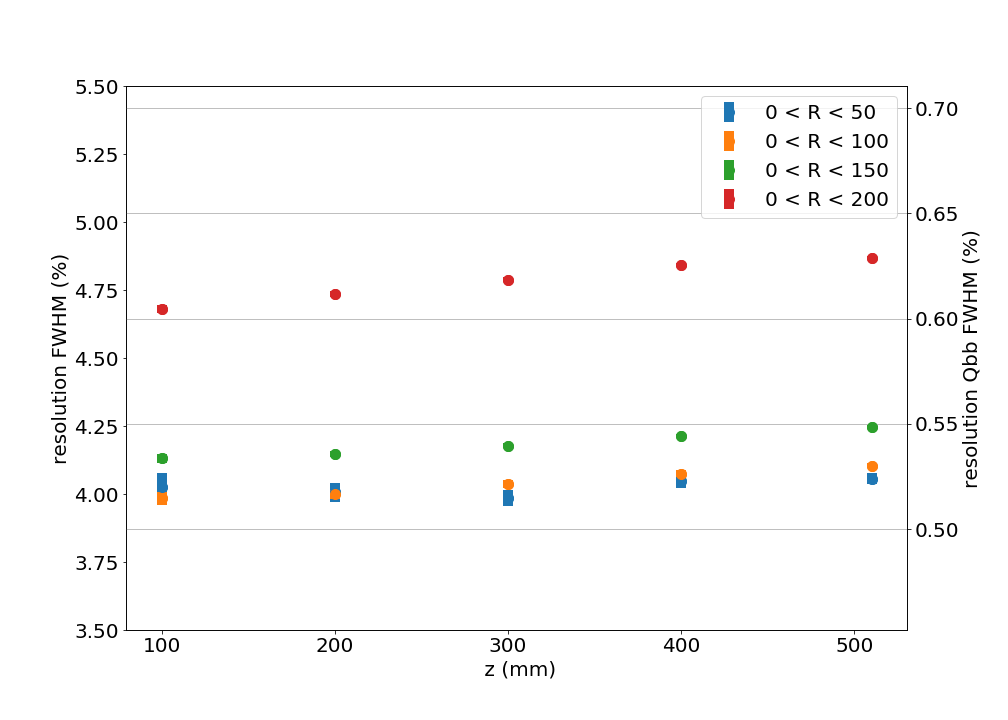 5.50
5.25
5.00
4.75
4.50
4.25
4.00
3.75
3.50
resolution FWHM (%)
100
200
300
400
500
z (mm)
0.70
0.65
0.60
0.55
0.50
resolution Qbb FWHM (%)
0 < R < 50
0 < R < 100
0 < R < 150
0 < R < 200